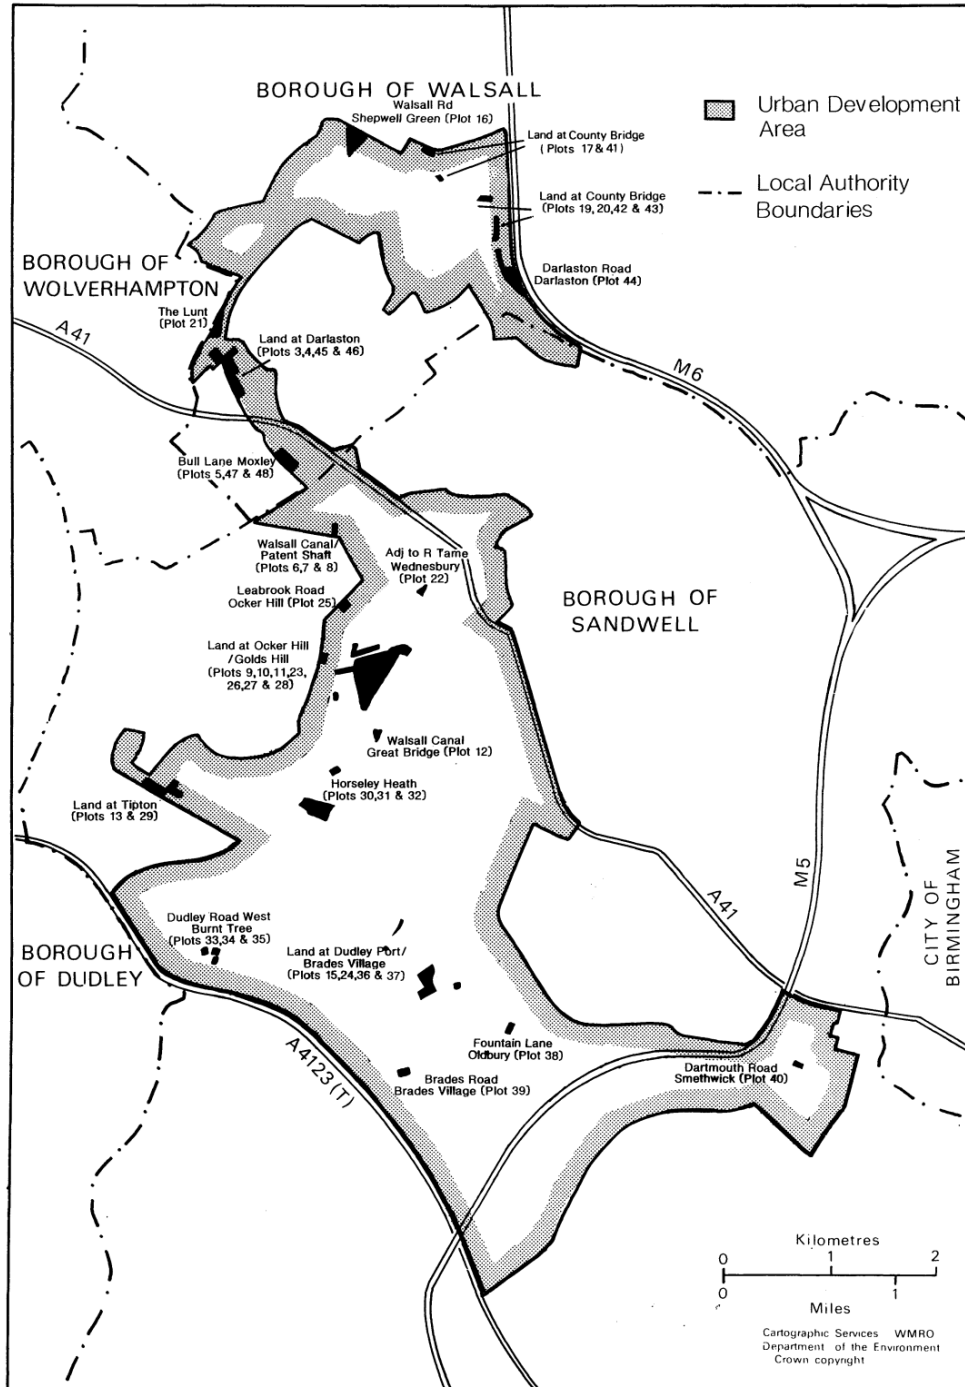 BOROUGH OF WALSALL
Walsall Rd
Shepwell Green (Plot 16)
Land at County Bridge
(Plots 17 & 41)
Urban Development
Area
Local Authority
Boundaries
Land at County Bridge
(Plots 19, 20, 42 & 43)
BOROUGH OF
WOLVERHAMPTON
Darlaston Road
Darlaston (Plot 44)
The Lunt
(Plot 21)
A41
Land at Darlaston
(Plots 3,4,45 & 46)
M6
Bull Lane Moxley
(Plots 5,47 & 48)
Walsall Canal/
Patent Shaft
(Plots 6,7 & 8)
Adj to R Tame
Wednesbury
(Plot 22)
Leabrook Road
Ocker Hill (Plot 25)
BOROUGH OF
SANDWELL
Land at Ocker Hill
/Golds Hill
(Plots 9,10,11,23,
26,27 & 28)
Walsall Canal
Great Bridge (Plot 12)
Horseley Heath
(Plots 30,31 & 32)
Land at Tipton
(Plots 13 & 29)
M5
A41
CITY OF
BIRMINGHAM
Dudley Road West
Burnt Tree
(Plots 33,34 & 35)
BOROUGH
OF DUDLEY
Land at Dudley Port/
Brades Village
(Plots 15,24,36 & 37)
Fountain Lane
Oldbury (Plot 38)
A4123(T)
Brades Road
Brades Village (Plot 39)
Dartmouth Road
Smethwick (Plot 40)
Kilometres
0 1 2
0 1
Miles
Cartographic Services WMRO
Department of the Environment
Crown copyright